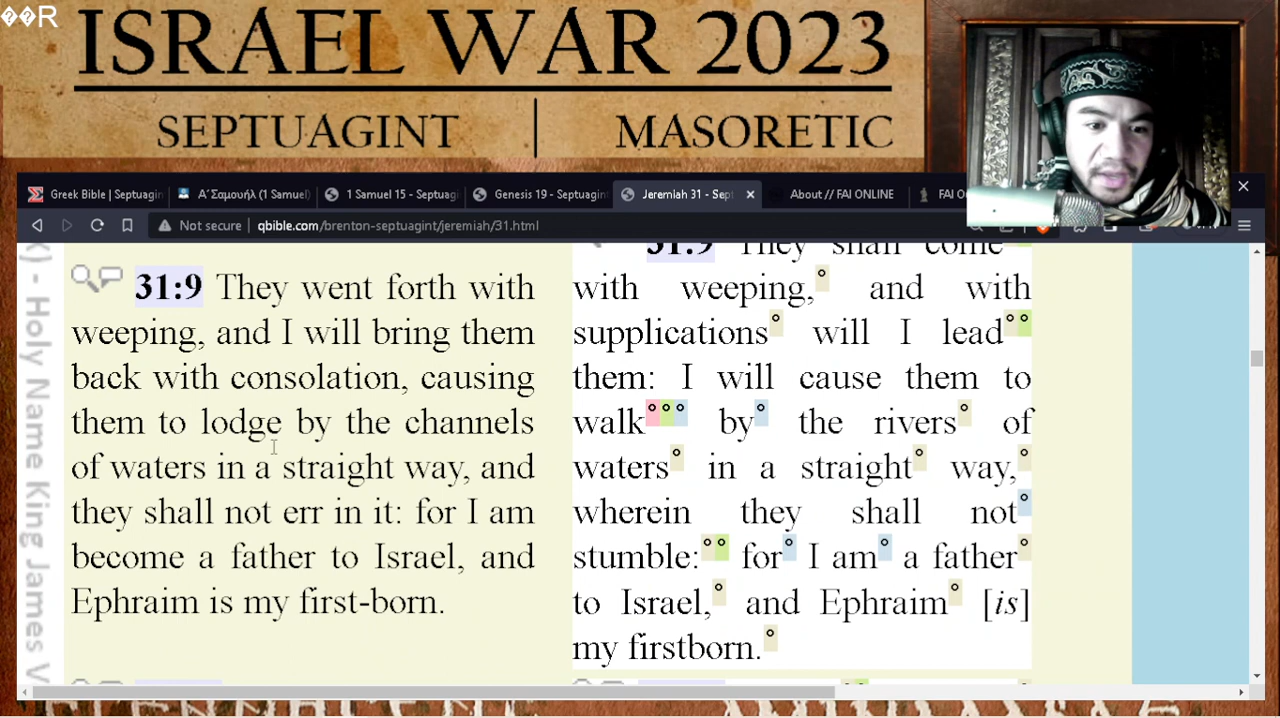 ��R
ISRAEL WAR 2023
SEPTUAGINT | MASORETIC
Greek Bible | Septuagin
Α΄ Σαμουήλ (1 Samuel)
1 Samuel 15 - Septuag
Genesis 19 - Septuagin
Jeremiah 31 - Sept
About // FAI ONLINE
FAI O
Not secure
qbible.com/brenton-septuagint/jeremiah/31.html
) - Holy Name King James V
31:9 They went forth with
weeping, and I will bring them
back with consolation, causing
them to lodge by the channels
of waters in a straight way, and
they shall not err in it: for I am
become a father to Israel, and
Ephraim is my first-born.
31:9 They shall come
with weeping,° and with
supplications° will I lead°°
them: I will cause them to
walk°°° by° the rivers° of
waters° in a straight° way,°
wherein they shall not°
stumble:°° for° I am° a father°
to Israel,° and Ephraim° [is]
my firstborn.°